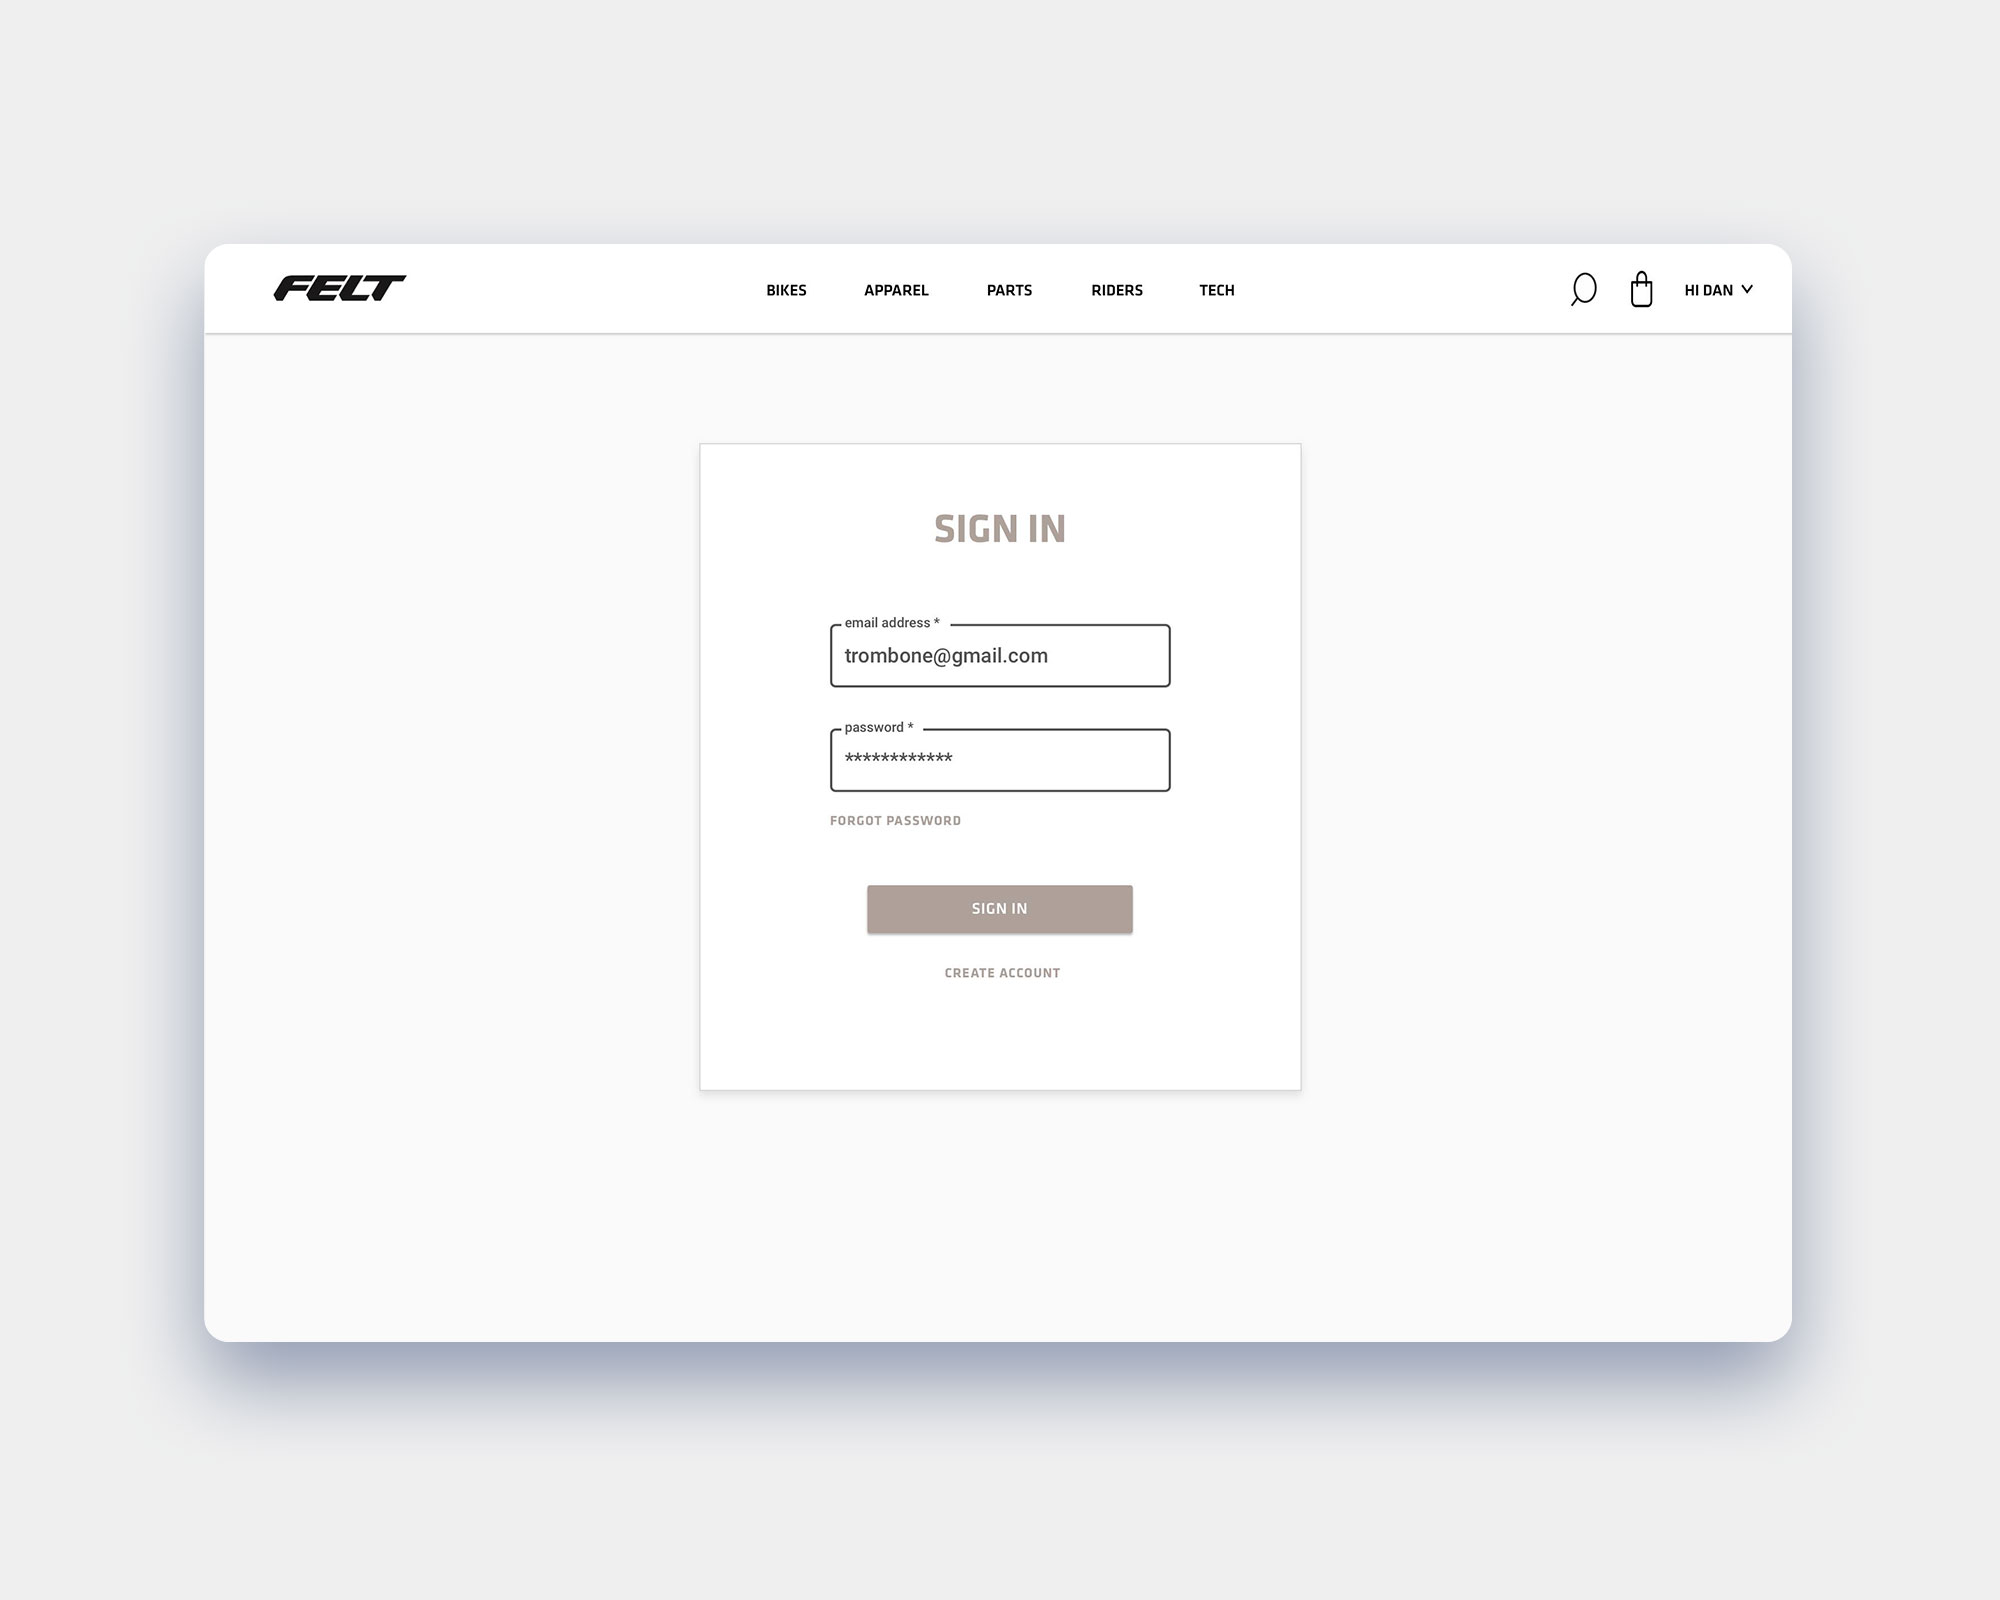 FELT
BIKES APPAREL PARTS RIDERS TECH
HI DAN
SIGN IN
email address *
trombone@gmail.com
password *
************
FORGOT PASSWORD
SIGN IN
CREATE ACCOUNT